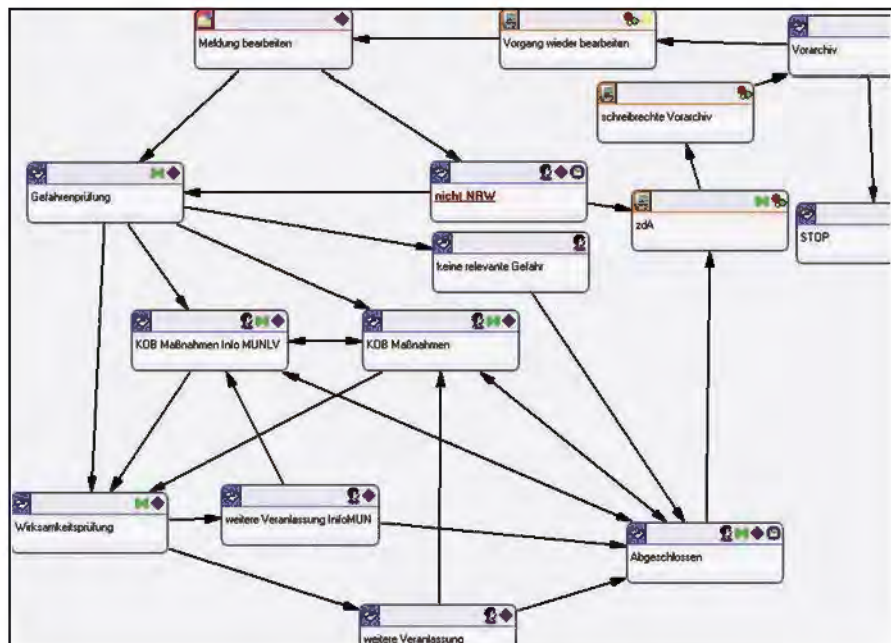 Meldung bearbeiten
Vorgang wieder bearbeiten
Vorarchiv
schreibrechte Vorarchiv
Gefahrenprüfung
nicht NRW
zdA
STOP
keine relevante Gefahr
KOB Maßnahmen Info MUNLV
KOB Maßnahmen
Wirksamkeitsprüfung
weitere Veranlassung InfoMUN
Abgeschlossen
weitere Veranlassung